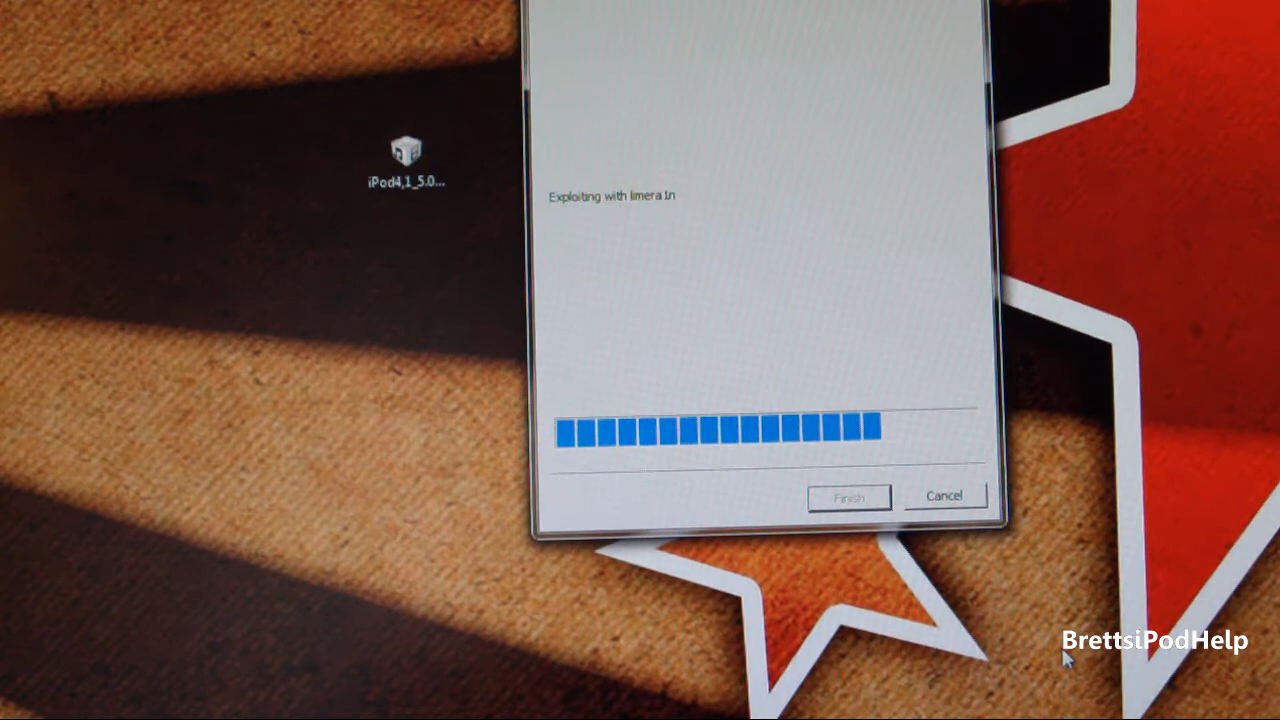 iPod4,1_5.0...
Exploiting with limera1n
Finish
Cancel
BrettsiPodHelp